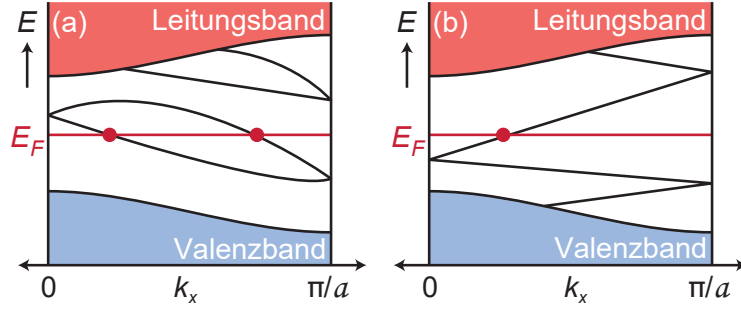 E (a) Leitungsband
E_F
Valenzband
0 k_x π/a
E (b) Leitungsband
E_F
Valenzband
0 k_x π/a